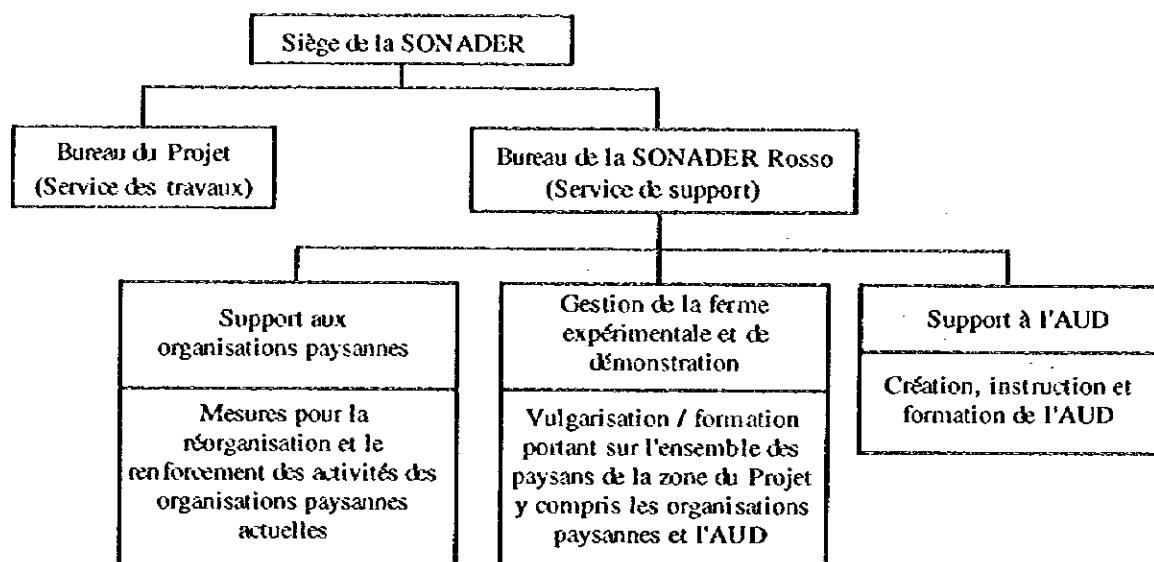 Siège de la SONADER
Bureau du Projet
(Service des travaux)
Bureau de la SONADER Rosso
(Service de support)
Support aux
organisations paysannes
Mesures pour la
réorganisation et le
renforcement des activités des
organisations paysannes
actuelles
Gestion de la ferme
expérimentale et de
démonstration
Vulgarisation / formation
portant sur l'ensemble des
paysans de la zone du Projet
y compris les organisations
paysannes et l'AUD
Support à l'AUD
Création, instruction et
formation de l'AUD